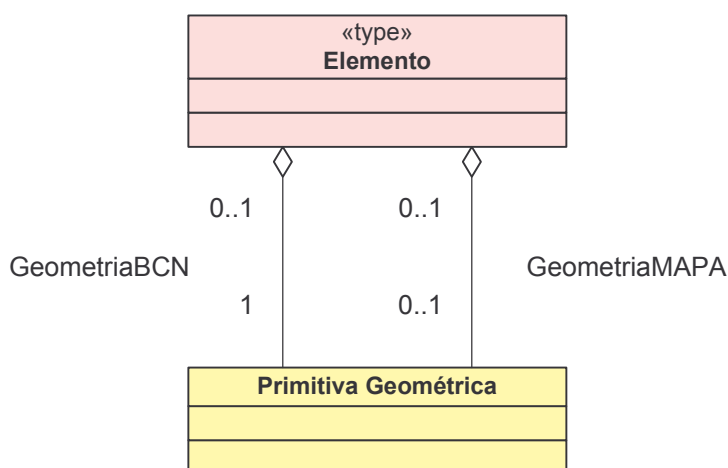 «type»
Elemento
0..1
0..1
GeometriaBCN
GeometriaMAPA
1
0..1
Primitiva Geométrica